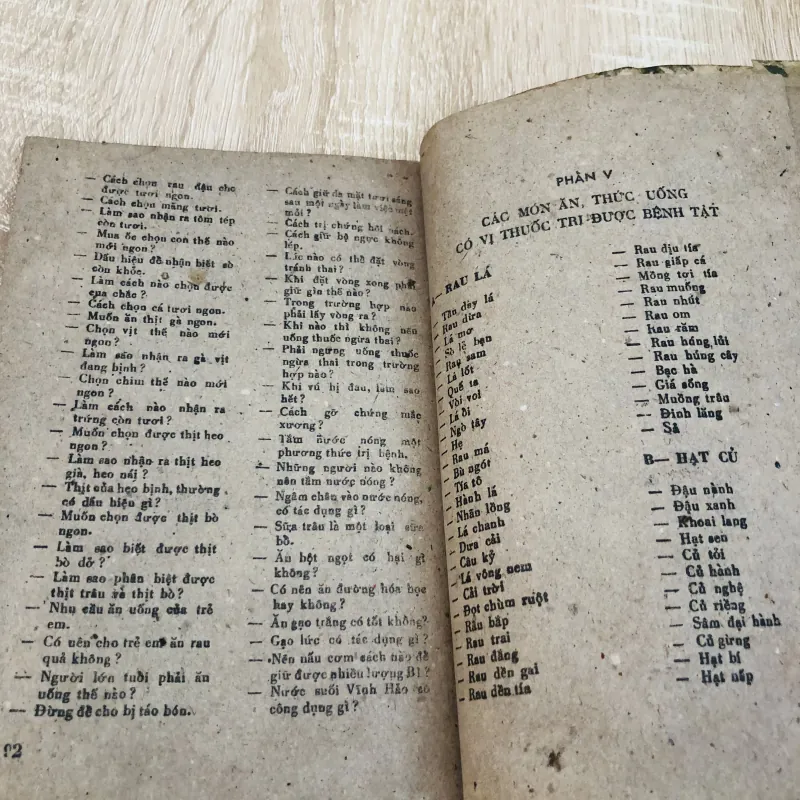 — Cách chọn rau đậu cho
được tươi ngon.
— Cách chọn măng tươi.
— Làm sao nhận ra tôm tép
còn tươi.
— Mua ốc chọn con thế nào
mới ngon?
— Dấu hiệu để nhận biết sò
còn khỏe.
— Làm cách nào chọn được
cua chắc?
— Cách chọn cá tươi ngon.
— Muốn ăn thịt gà ngon.
— Chọn vịt thế nào mới
ngon?
— Làm sao nhận ra gà vịt
đang bịnh?
— Chọn chim thế nào mới
ngon?
— Làm cách nào nhận ra
trứng còn tươi?
— Muốn chọn được thịt heo
ngon.
— Làm sao nhận ra thịt heo
già, heo nái?
— Thịt của heo bịnh, thường
có dấu hiệu gì?
— Muốn chọn được thịt bò
ngon.
— Làm sao biết được thịt
bò dở?
— Làm sao phân biệt được
thịt trâu và thịt bò?
— Nhu cầu ăn uống của trẻ
em.
— Có nên cho trẻ em ăn rau
quả không?
— Người lớn tuổi phải ăn
uống thế nào?
— Đừng để cho bị táo bón.
92
— Cách giữ da mặt tươi sáng
sau một ngày làm việc mệt
mỏi?
— Cách trị chứng hôi nách.
— Cách giữ bộ ngực không
lép.
— Lúc nào có thể đặt vòng
tránh thai?
— Khi đặt vòng xong phải
giữ gìn thế nào?
— Trong trường hợp nào
phải lấy vòng ra?
— Khi nào thì không nên
uống thuốc ngừa thai?
— Phải ngưng uống thuốc
ngừa thai trong trường
hợp nào?
— Khi vú bị đau, làm sao
hết?
— Cách gỡ chứng mắc
xương?
— Tắm nước nóng một
phương thức trị bệnh.
— Những người nào không
nên tắm nước nóng?
— Ngâm chân vào nước nóng,
có tác dụng gì?
— Sữa trâu là một loại sữa
bổ.
— Ăn bột ngọt có hại gì
không?
— Có nên ăn đường hóa học
hay không?
— Ăn gạo trắng có tốt không?
— Gạo lức có tác dụng gì?
— Nên nấu cơm cách nào để
giữ được nhiều lượng B1?
— Nước suối Vĩnh Hảo có
công dụng gì?
PHẦN V
CÁC MÓN ĂN, THỨC UỐNG
CÓ VỊ THUỐC TRỊ ĐƯỢC BỆNH TẬT
A— RAU LÁ
— Tần dày lá
— Rau dừa
— Lá mơ
— Sò lẻ bạn
— Rau sam
— Lá lốt
— Quế ta
— Vòi voi
— Lá ổi
— Ngò tây
— Hẹ
— Rau má
— Bù ngót
— Tía tô
— Hành lá
— Nhãn lồng
— Lá chanh
— Dưa cải
— Câu kỷ
— Lá vông nem
— Cải trời
— Đọt chùm ruột
— Râu bắp
— Rau trai
— Rau đắng
— Rau dền gai
— Rau dền tía
— Rau dịu tía
— Rau giấp cá
— Mồng tơi tía
— Rau muống
— Rau nhút
— Rau om
— Rau răm
— Rau húng lủi
— Rau húng cây
— Bạc hà
— Giá sống
— Muồng trâu
— Đinh lăng
— Sả
B— HẠT CỦ
— Đậu nành
— Đậu xanh
— Khoai lang
— Hạt sen
— Củ tỏi
— Củ hành
— Củ nghệ
— Củ riềng
— Sâm đại hành
— Củ gừng
— Hạt bí
— Hạt nếp